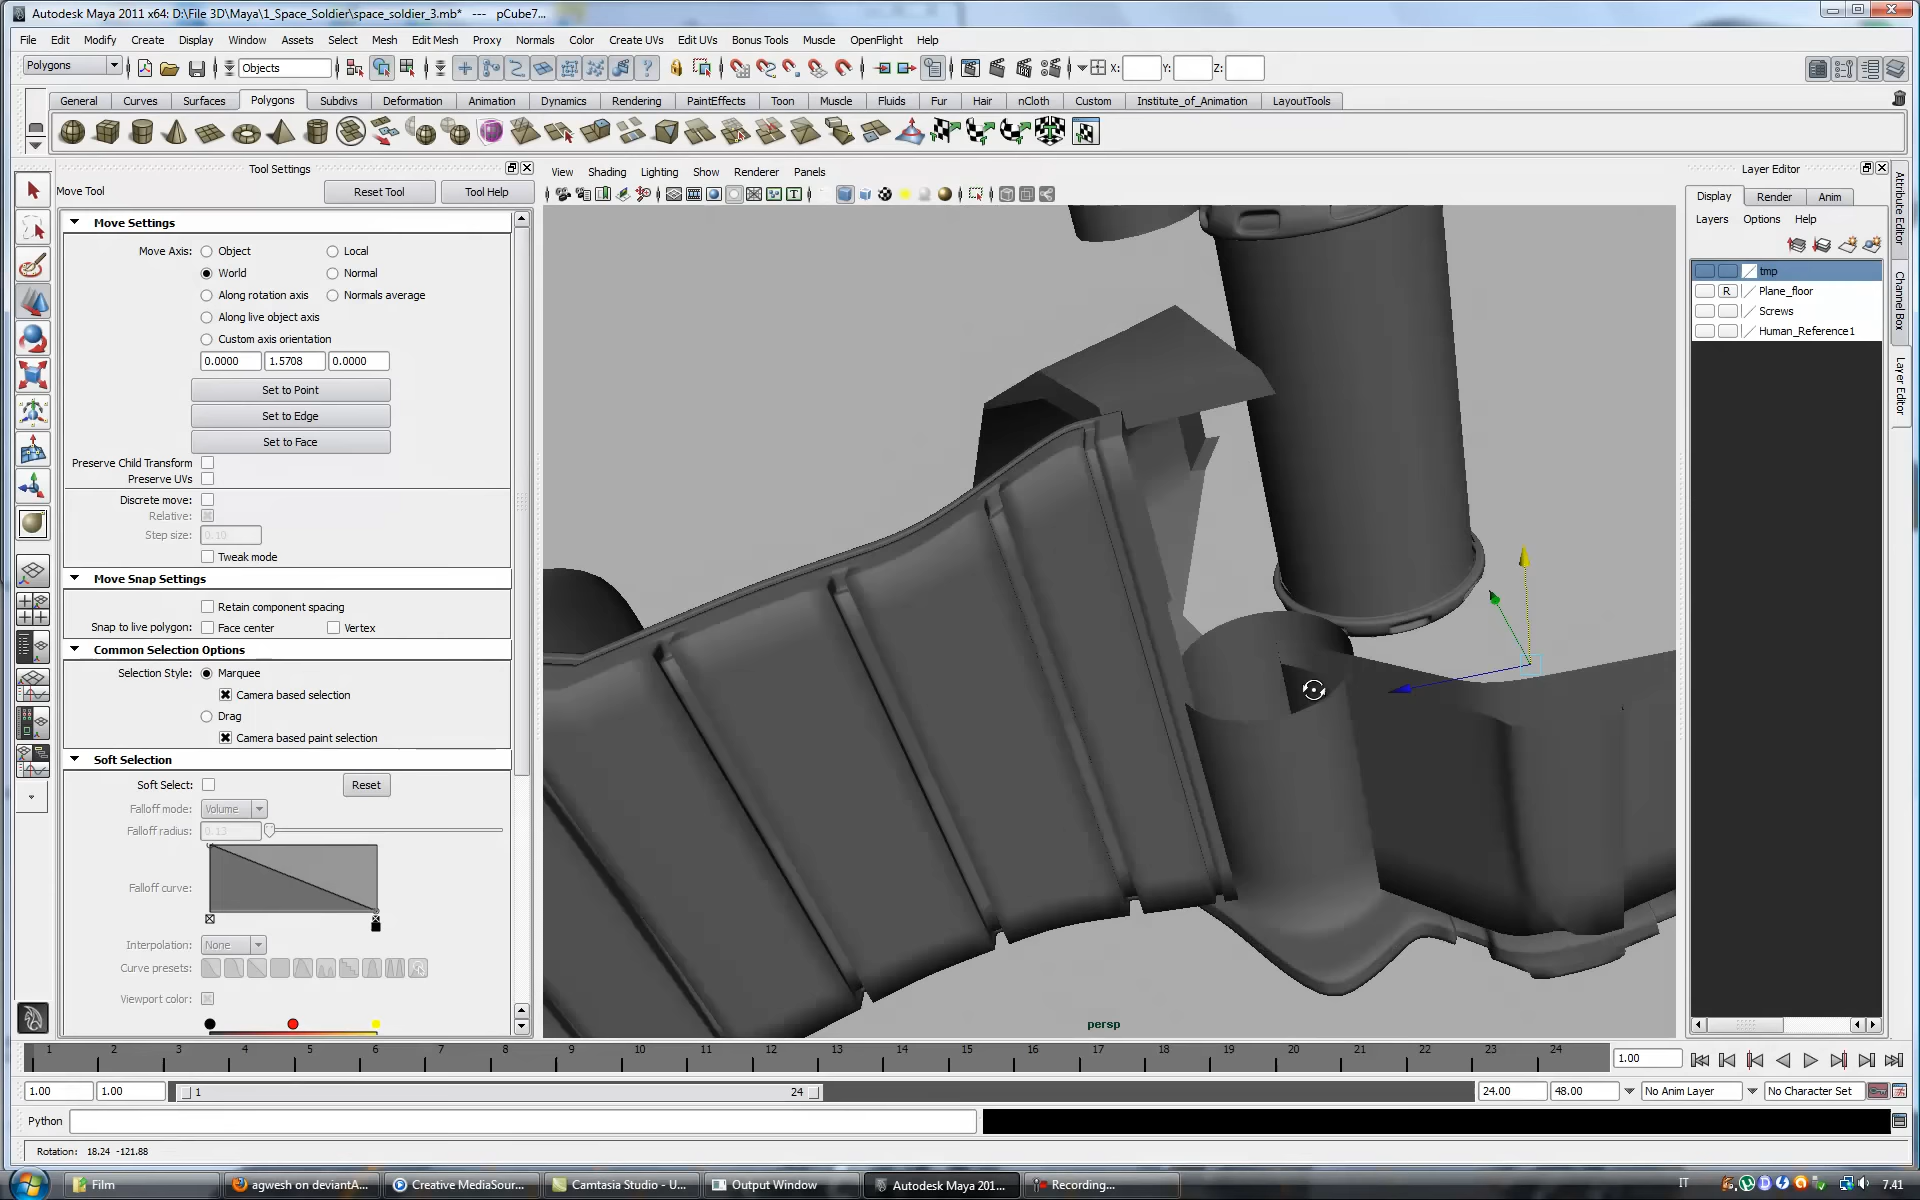 Autodesk Maya 2011 x64: D:\File 3D\Maya\1_Space_Soldier\space_soldier_3.mb* --- pCube7...
File Edit Modify Create Display Window Assets Select Mesh Edit Mesh Proxy Normals Color Create UVs Edit UVs Bonus Tools Muscle OpenFlight Help
Polygons Objects X: Y: Z:
General Curves Surfaces Polygons Subdivs Deformation Animation Dynamics Rendering PaintEffects Toon Muscle Fluids Fur Hair nCloth Custom Institute_of_Animation LayoutTools
Tool Settings
Move Tool Reset Tool Tool Help
Move Settings
Move Axis: Object Local
World Normal
Along rotation axis Normals average
Along live object axis
Custom axis orientation
0.0000 1.5708 0.0000
Set to Point
Set to Edge
Set to Face
Preserve Child Transform
Preserve UVs
Discrete move:
Relative:
Step size: 0.10
Tweak mode
Move Snap Settings
Retain component spacing
Snap to live polygon: Face center Vertex
Common Selection Options
Selection Style: Marquee
Camera based selection
Drag
Camera based paint selection
Soft Selection
Soft Select: Reset
Falloff mode: Volume
Falloff radius: 0.13
Falloff curve:
Interpolation: None
Curve presets:
Viewport color:
View Shading Lighting Show Renderer Panels
persp
Layer Editor
Display Render Anim
Layers Options Help
tmp
R Plane_floor
Screws
Human_Reference1
Attribute Editor
Channel Box
Layer Editor
1 2 3 4 5 6 7 8 9 10 11 12 13 14 15 16 17 18 19 20 21 22 23 24 1.00
1.00 1.00 1 24 24.00 48.00 No Anim Layer No Character Set
Python
Rotation: 18.24 -121.88
Film agwesh on deviantA... Creative MediaSour... Camtasia Studio - U... Output Window Autodesk Maya 201... Recording... IT 7.41